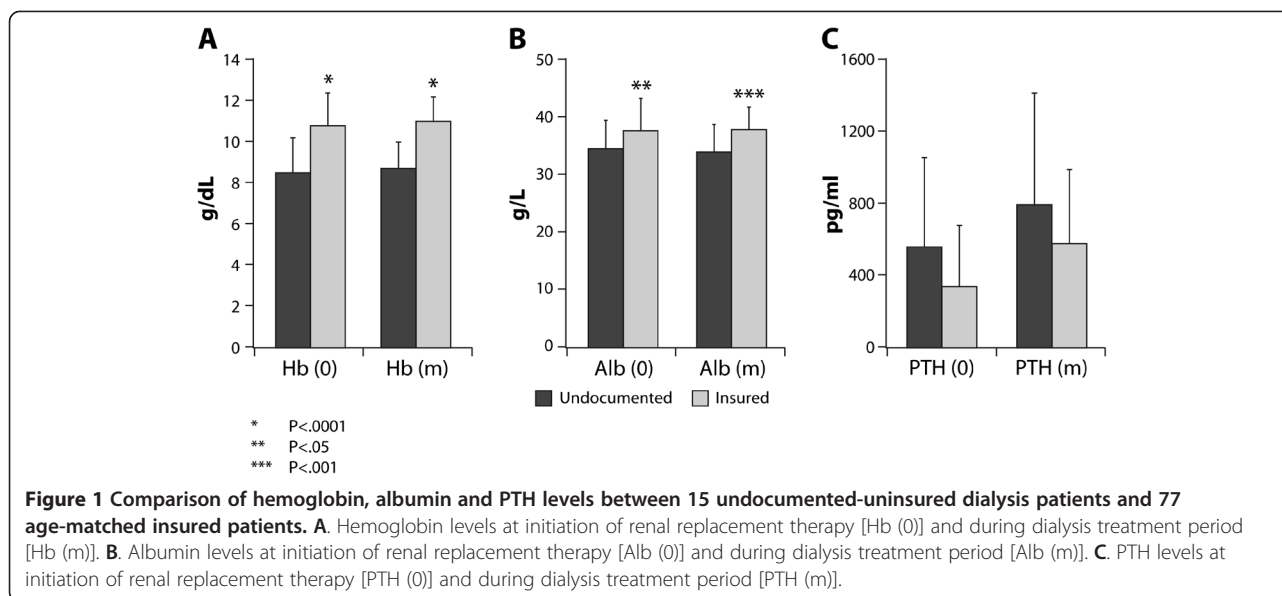 A
B
C
14
12
10
8
6
4
2
0
g/dL
*
*
Hb (0)
Hb (m)
50
40
30
20
10
0
g/L
**
***
Alb (0)
Alb (m)
1600
1200
800
400
0
pg/ml
PTH (0)
PTH (m)
Undocumented
Insured
* P<.0001
** P<.05
*** P<.001
Figure 1 Comparison of hemoglobin, albumin and PTH levels between 15 undocumented-uninsured dialysis patients and 77
age-matched insured patients. A. Hemoglobin levels at initiation of renal replacement therapy [Hb (0)] and during dialysis treatment period
[Hb (m)]. B. Albumin levels at initiation of renal replacement therapy [Alb (0)] and during dialysis treatment period [Alb (m)]. C. PTH levels at
initiation of renal replacement therapy [PTH (0)] and during dialysis treatment period [PTH (m)].